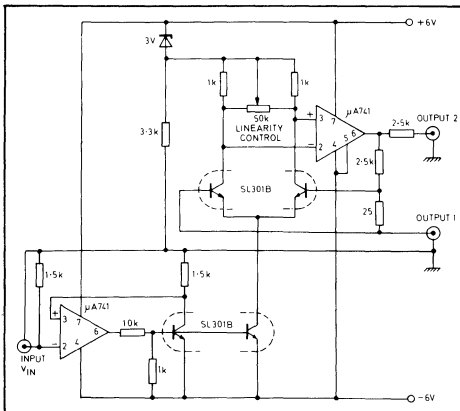 +6V
3V
1k
1k
50k
LINEARITY
CONTROL
μA741
+
3
7
5
6
-
2
4
2·5k
OUTPUT 2
3·3k
2·5k
SL301B
25
OUTPUT 1
1·5k
1·5k
μA741
+
3
7
6
-
2
4
10k
SL301B
INPUT
VIN
1k
-6V